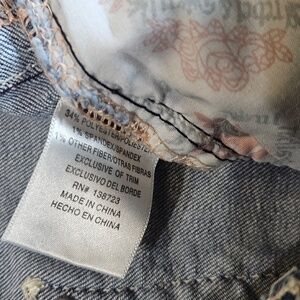 34% POLYESTER/POLIESTER
1% SPANDEX/SPANDEX
1% OTHER FIBER/OTRAS FIBRAS
EXCLUSIVE OF TRIM
EXCLUSIVO DEL BORDE
RN# 138723
MADE IN CHINA
HECHO EN CHINA